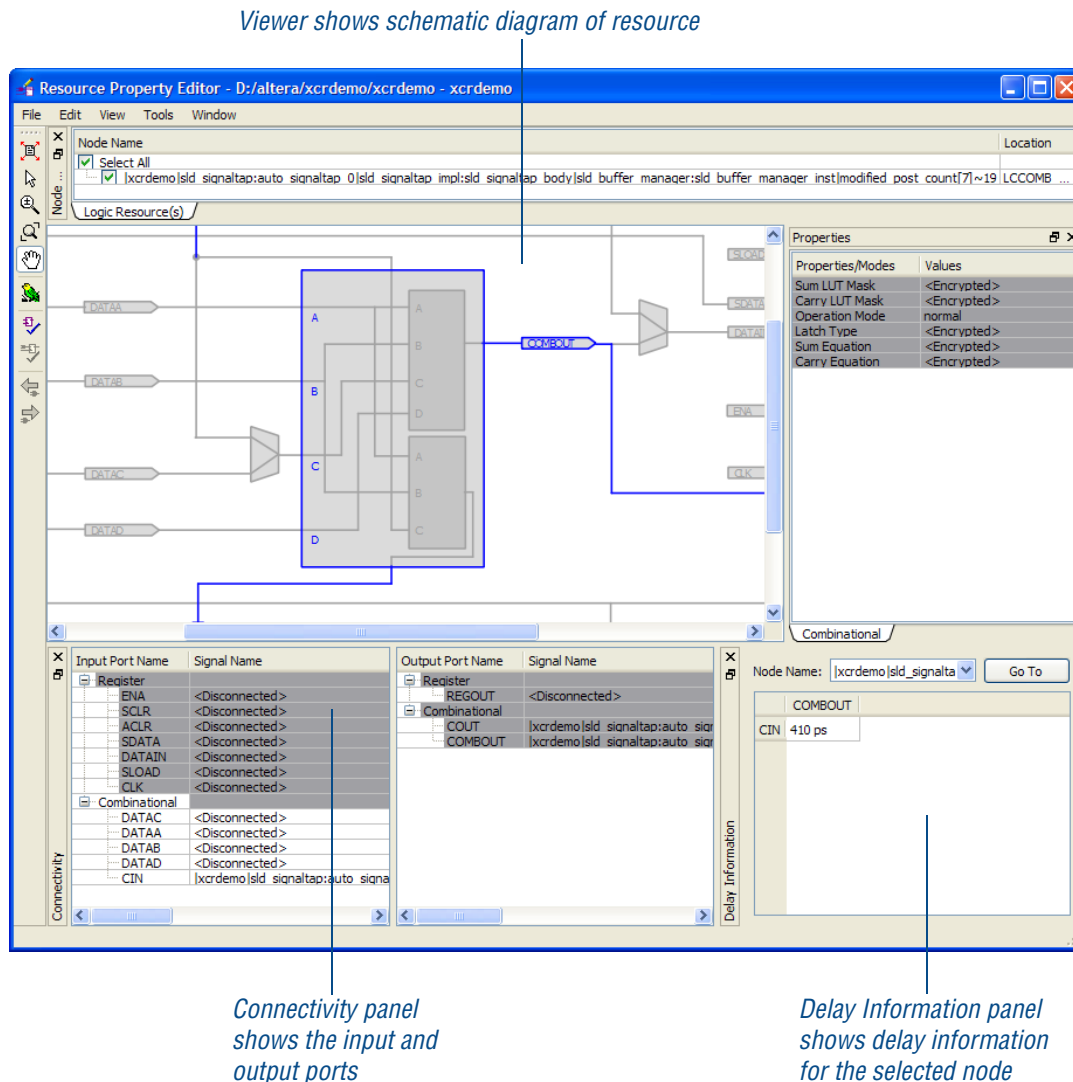 Viewer shows schematic diagram of resource
Resource Property Editor - D:/altera/xcrdemo/xcrdemo - xcrdemo
File Edit View Tools Window
Node Name Location
Select All
|xcrdemo|sld_signaltap:auto_signaltap_0|sld_signaltap_impl:sld_signaltap_body|sld_buffer_manager:sld_buffer_manager_inst|modified_post_count[7]~19 LCCOMB ...
Node ...
Logic Resource(s)
Properties
Properties/Modes Values
Sum LUT Mask <Encrypted>
Carry LUT Mask <Encrypted>
Operation Mode normal
Latch Type <Encrypted>
Sum Equation <Encrypted>
Carry Equation <Encrypted>
Combinational
SLOAD
DATAA
A
A
SDATA
B
COMBOUT
DATAI
DATAB
B
C
D
ENA
DATAC
C
A
CLK
B
DATAD
D
C
Connectivity
Input Port Name Signal Name
Register
ENA <Disconnected>
SCLR <Disconnected>
ACLR <Disconnected>
SDATA <Disconnected>
DATAIN <Disconnected>
SLOAD <Disconnected>
CLK <Disconnected>
Combinational
DATAC <Disconnected>
DATAA <Disconnected>
DATAB <Disconnected>
DATAD <Disconnected>
CIN |xcrdemo|sld_signaltap:auto_signa
Output Port Name Signal Name
Register
REGOUT <Disconnected>
Combinational
COUT |xcrdemo|sld_signaltap:auto_sign
COMBOUT |xcrdemo|sld_signaltap:auto_sign
Delay Information
Node Name: |xcrdemo|sld_signalta Go To
COMBOUT
CIN 410 ps
Connectivity panel
shows the input and
output ports
Delay Information panel
shows delay information
for the selected node